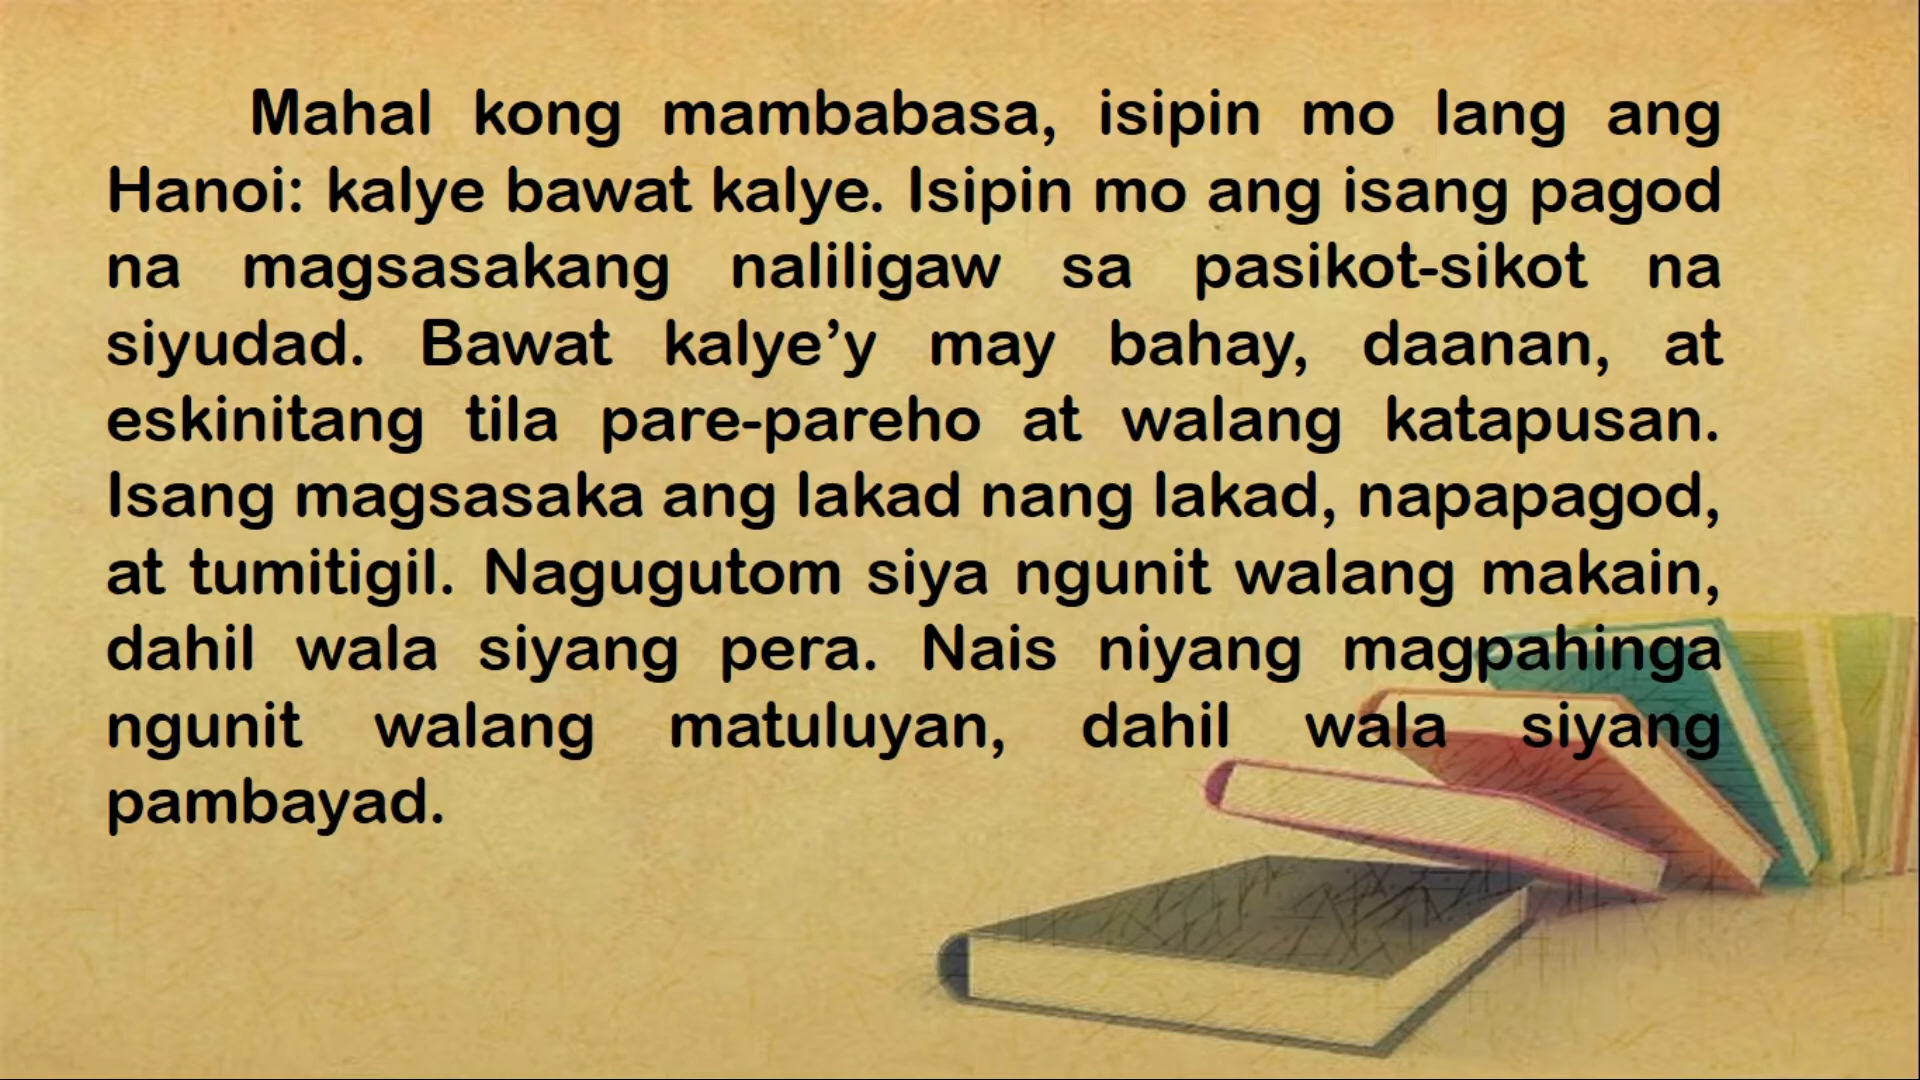 Mahal kong mambabasa, isipin mo lang ang
Hanoi: kalye bawat kalye. Isipin mo ang isang pagod
na magsasakang naliligaw sa pasikot-sikot na
siyudad. Bawat kalye’y may bahay, daanan, at
eskinitang tila pare-pareho at walang katapusan.
Isang magsasaka ang lakad nang lakad, napapagod,
at tumitigil. Nagugutom siya ngunit walang makain,
dahil wala siyang pera. Nais niyang magpahinga
ngunit walang matuluyan, dahil wala siyang
pambayad.